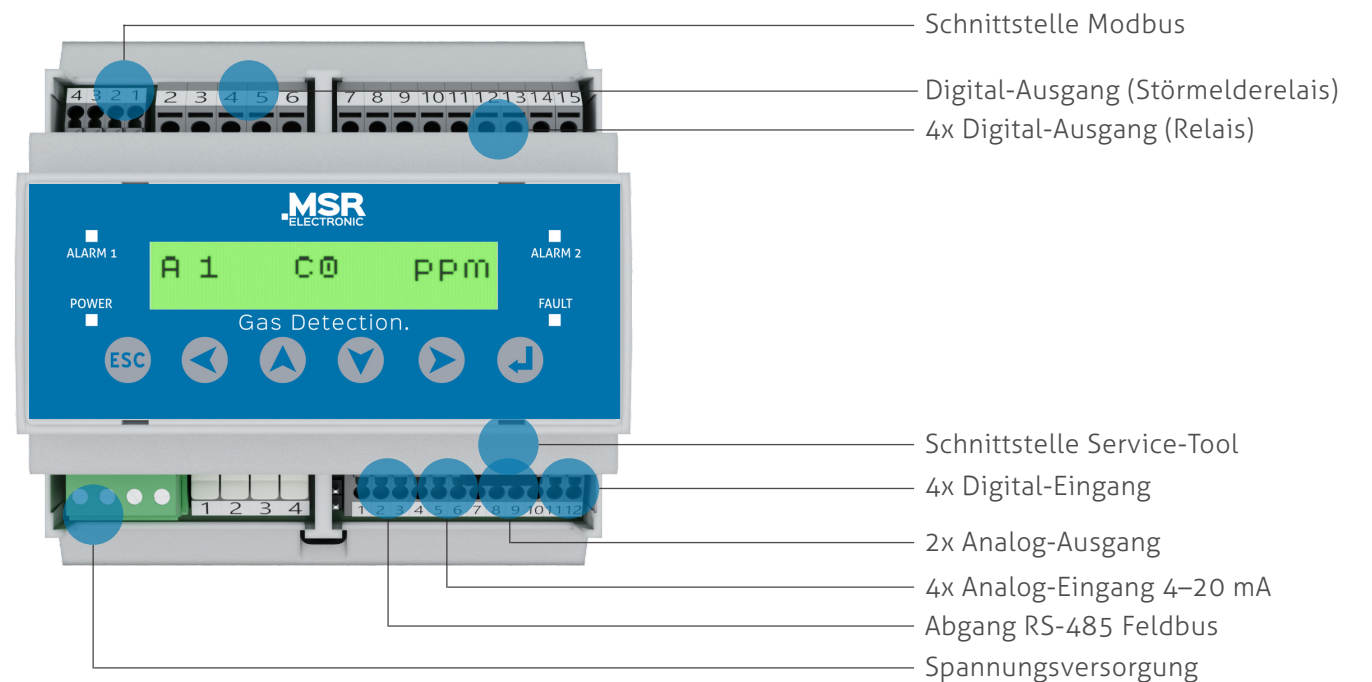 Schnittstelle Modbus
Digital-Ausgang (Störmelderelais)
4x Digital-Ausgang (Relais)
4 3 2 1 2 3 4 5 6 7 8 9 10 11 12 13 14 15
.MSR
ELECTRONIC
ALARM 1
ALARM 2
A 1 CO ppm
POWER
FAULT
Gas Detection.
ESC
Schnittstelle Service-Tool
4x Digital-Eingang
1 2 3 4 1 2 3 4 5 6 7 8 9 10 11 12
2x Analog-Ausgang
4x Analog-Eingang 4–20 mA
Abgang RS-485 Feldbus
Spannungsversorgung